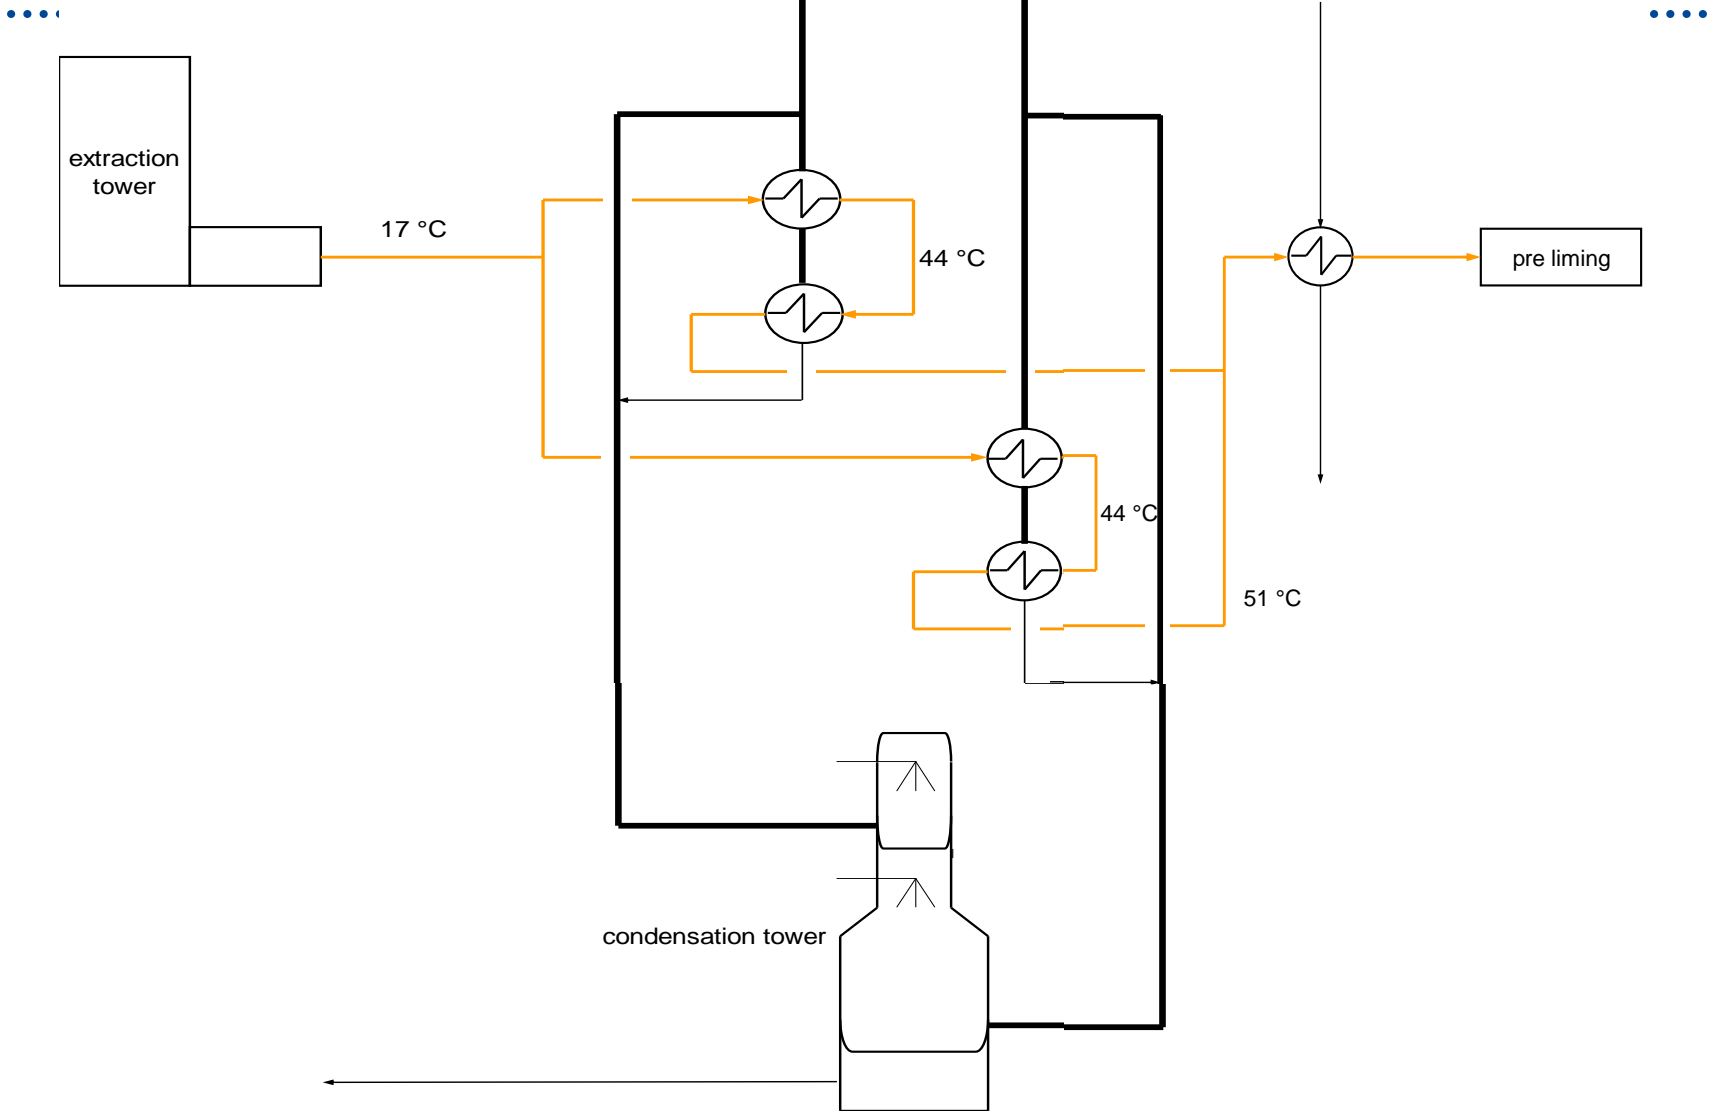 extraction
tower
17 °C
44 °C
pre liming
44 °C
51 °C
condensation tower